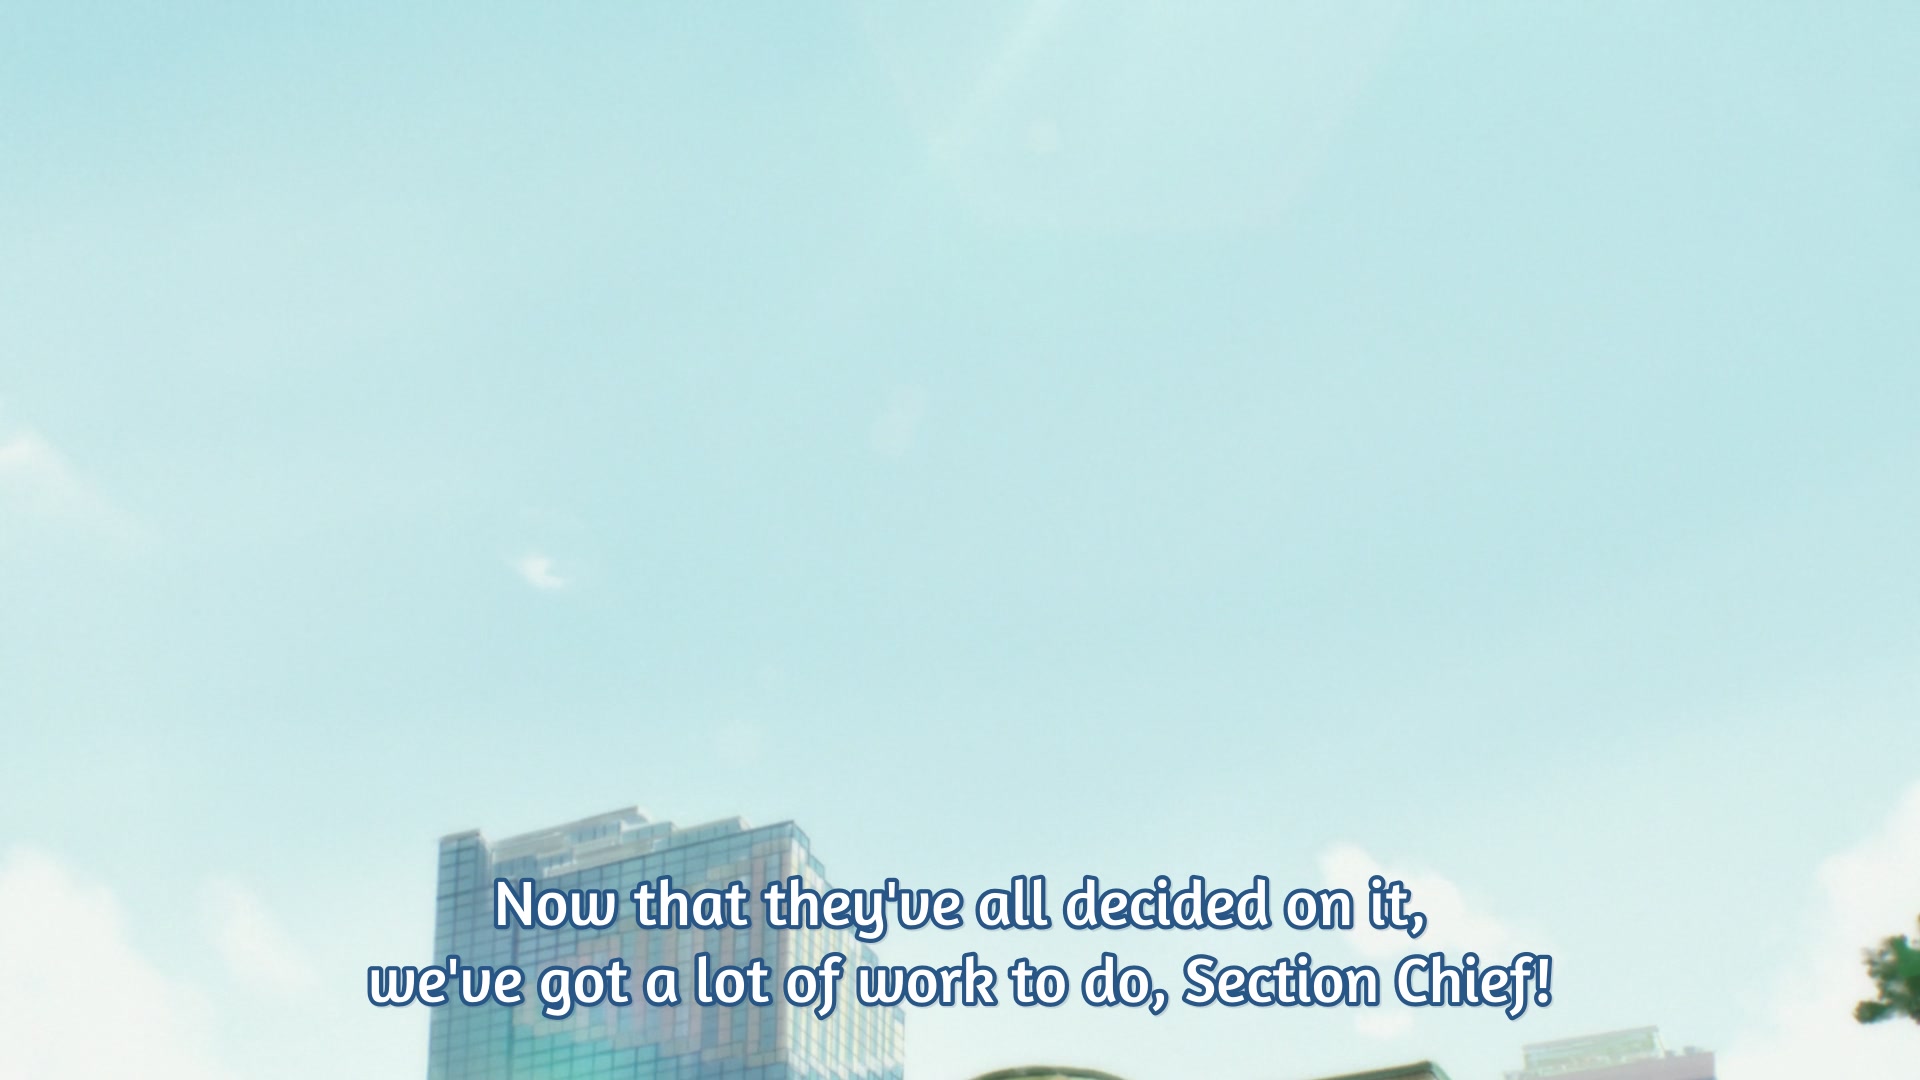 Now that they've all decided on it,
we've got a lot of work to do, Section Chief!